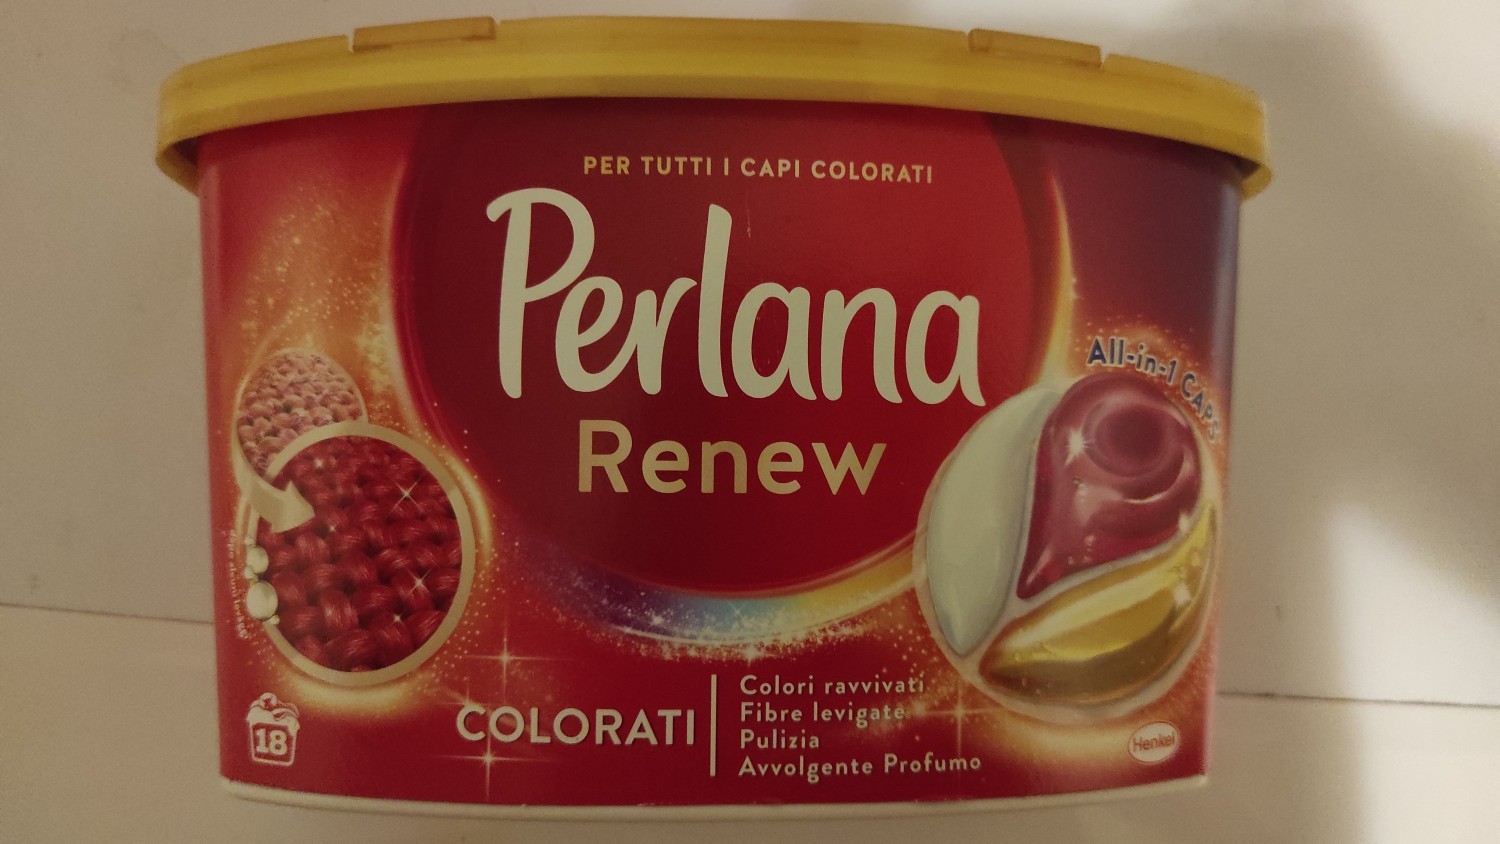 PER TUTTI I CAPI COLORATI
Perlana
Renew
All-in-1 CAPS
COLORATI
Colori ravvivati
Fibre levigate
Pulizia
Avvolgente Profumo
18
Henkel